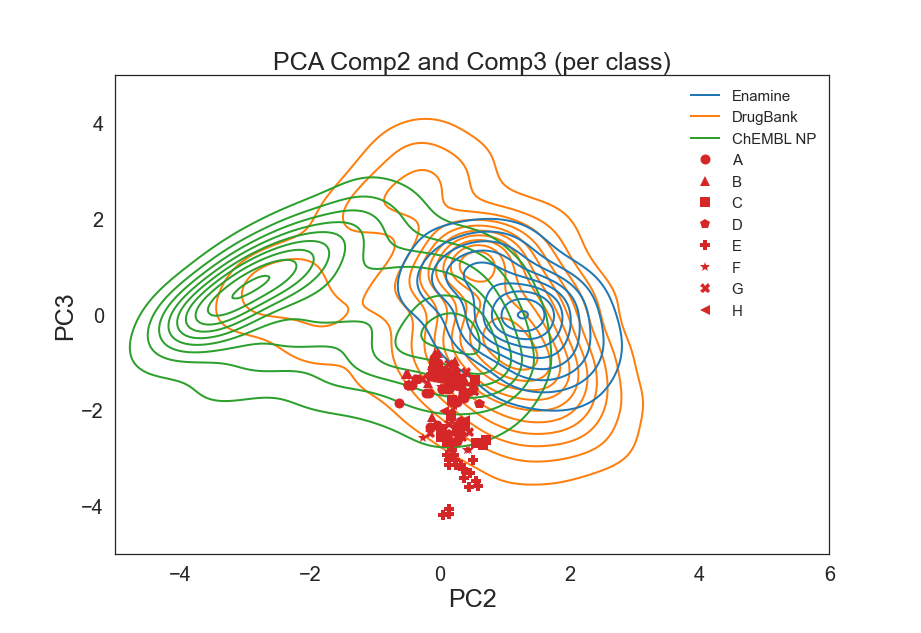 PCA Comp2 and Comp3 (per class)
Enamine
DrugBank
ChEMBL NP
A
B
C
D
E
F
G
H
4
2
0
−2
−4
PC3
−4
−2
0
2
4
6
PC2